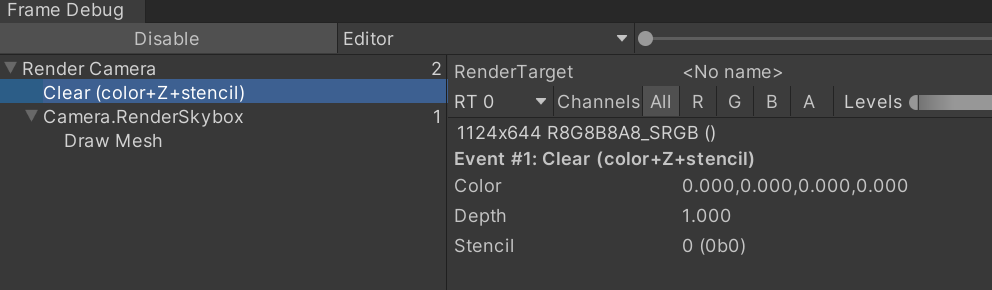 Frame Debug
Disable
Editor
Render Camera 2
Clear (color+Z+stencil)
Camera.RenderSkybox 1
Draw Mesh
RenderTarget <No name>
RT 0 Channels All R G B A Levels
1124x644 R8G8B8A8_SRGB ()
Event #1: Clear (color+Z+stencil)
Color 0.000,0.000,0.000,0.000
Depth 1.000
Stencil 0 (0b0)